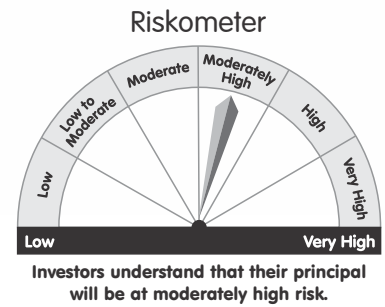 Riskometer
Moderate
Moderately
High
Low to
Moderate
High
Low
Very High
Low
Very High
Investors understand that their principal
will be at moderately high risk.